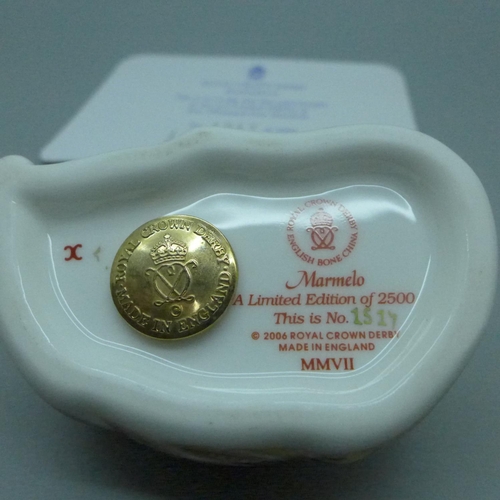 ROYAL CROWN DERBY
MADE IN ENGLAND
x
ROYAL CROWN DERBY
ENGLISH BONE CHINA
Marmelo
A Limited Edition of 2500
This is No.
© 2006 ROYAL CROWN DERBY
MADE IN ENGLAND
MMVII